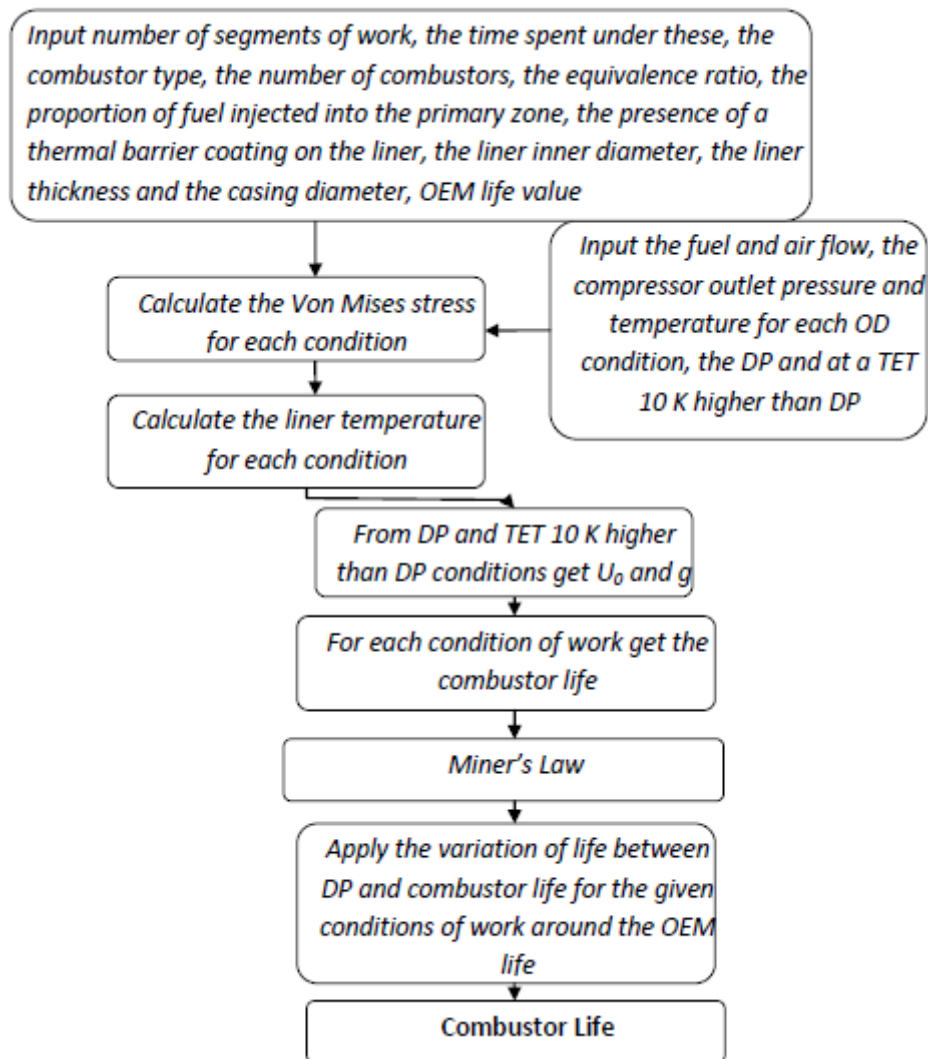 Input number of segments of work, the time spent under these, the
combustor type, the number of combustors, the equivalence ratio, the
proportion of fuel injected into the primary zone, the presence of a
thermal barrier coating on the liner, the liner inner diameter, the liner
thickness and the casing diameter, OEM life value
Input the fuel and air flow, the
compressor outlet pressure and
temperature for each OD
condition, the DP and at a TET
10 K higher than DP
Calculate the Von Mises stress
for each condition
Calculate the liner temperature
for each condition
From DP and TET 10 K higher
than DP conditions get U₀ and g
For each condition of work get the
combustor life
Miner's Law
Apply the variation of life between
DP and combustor life for the given
conditions of work around the OEM
life
Combustor Life